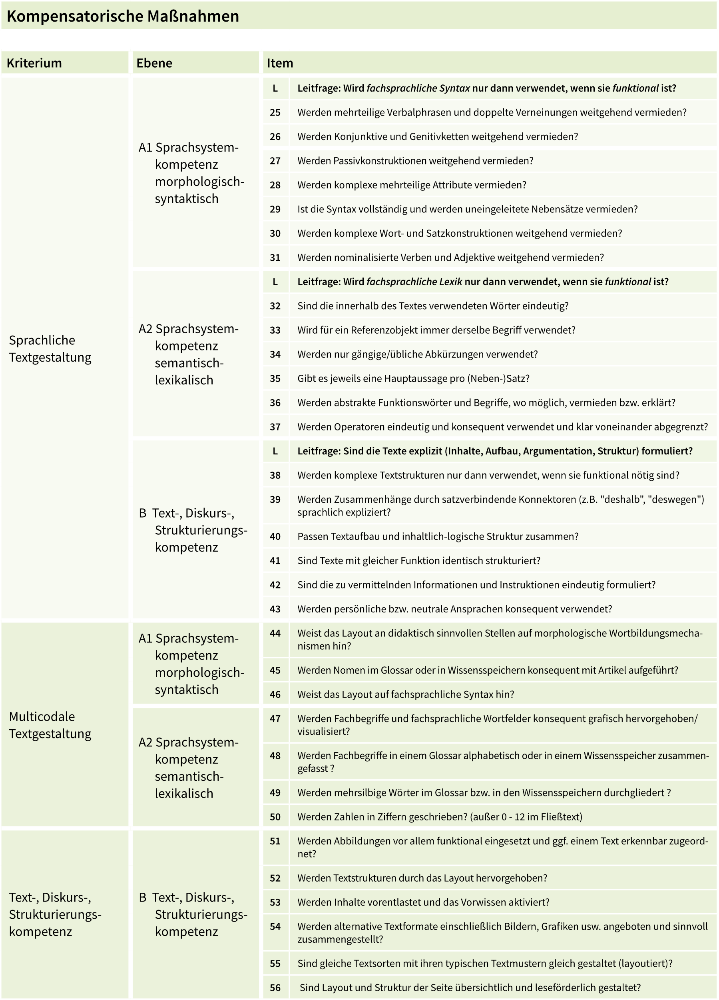 Kompensatorische Maßnahmen
Kriterium Ebene Item
Sprachliche
Textgestaltung
A1 Sprachsystem-
kompetenz
morphologisch-
syntaktisch
L Leitfrage: Wird fachsprachliche Syntax nur dann verwendet, wenn sie funktional ist?
25 Werden mehrteilige Verbalphrasen und doppelte Verneinungen weitgehend vermieden?
26 Werden Konjunktive und Genitivketten weitgehend vermieden?
27 Werden Passivkonstruktionen weitgehend vermieden?
28 Werden komplexe mehrteilige Attribute vermieden?
29 Ist die Syntax vollständig und werden uneingeleitete Nebensätze vermieden?
30 Werden komplexe Wort- und Satzkonstruktionen weitgehend vermieden?
31 Werden nominalisierte Verben und Adjektive weitgehend vermieden?
A2 Sprachsystem-
kompetenz
semantisch-
lexikalisch
L Leitfrage: Wird fachsprachliche Lexik nur dann verwendet, wenn sie funktional ist?
32 Sind die innerhalb des Textes verwendeten Wörter eindeutig?
33 Wird für ein Referenzobjekt immer derselbe Begriff verwendet?
34 Werden nur gängige/übliche Abkürzungen verwendet?
35 Gibt es jeweils eine Hauptaussage pro (Neben-)Satz?
36 Werden abstrakte Funktionswörter und Begriffe, wo möglich, vermieden bzw. erklärt?
37 Werden Operatoren eindeutig und konsequent verwendet und klar voneinander abgegrenzt?
B Text-, Diskurs-,
Strukturierungs-
kompetenz
L Leitfrage: Sind die Texte explizit (Inhalte, Aufbau, Argumentation, Struktur) formuliert?
38 Werden komplexe Textstrukturen nur dann verwendet, wenn sie funktional nötig sind?
39 Werden Zusammenhänge durch satzverbindende Konnektoren (z.B. "deshalb", "deswegen")
sprachlich expliziert?
40 Passen Textaufbau und inhaltlich-logische Struktur zusammen?
41 Sind Texte mit gleicher Funktion identisch strukturiert?
42 Sind die zu vermittelnden Informationen und Instruktionen eindeutig formuliert?
43 Werden persönliche bzw. neutrale Ansprachen konsequent verwendet?
Multicodale
Textgestaltung
A1 Sprachsystem-
kompetenz
morphologisch-
syntaktisch
44 Weist das Layout an didaktisch sinnvollen Stellen auf morphologische Wortbildungsmecha-
nismen hin?
45 Werden Nomen im Glossar oder in Wissensspeichern konsequent mit Artikel aufgeführt?
46 Weist das Layout auf fachsprachliche Syntax hin?
A2 Sprachsystem-
kompetenz
semantisch-
lexikalisch
47 Werden Fachbegriffe und fachsprachliche Wortfelder konsequent grafisch hervorgehoben/
visualisiert?
48 Werden Fachbegriffe in einem Glossar alphabetisch oder in einem Wissensspeicher zusammen-
gefasst ?
49 Werden mehrsilbige Wörter im Glossar bzw. in den Wissensspeichern durchgliedert ?
50 Werden Zahlen in Ziffern geschrieben? (außer 0 - 12 im Fließtext)
Text-, Diskurs-,
Strukturierungs-
kompetenz
B Text-, Diskurs-,
Strukturierungs-
kompetenz
51 Werden Abbildungen vor allem funktional eingesetzt und ggf. einem Text erkennbar zugeord-
net?
52 Werden Textstrukturen durch das Layout hervorgehoben?
53 Werden Inhalte vorentlastet und das Vorwissen aktiviert?
54 Werden alternative Textformate einschließlich Bildern, Grafiken usw. angeboten und sinnvoll
zusammengestellt?
55 Sind gleiche Textsorten mit ihren typischen Textmustern gleich gestaltet (layoutiert)?
56 Sind Layout und Struktur der Seite übersichtlich und leseförderlich gestaltet?